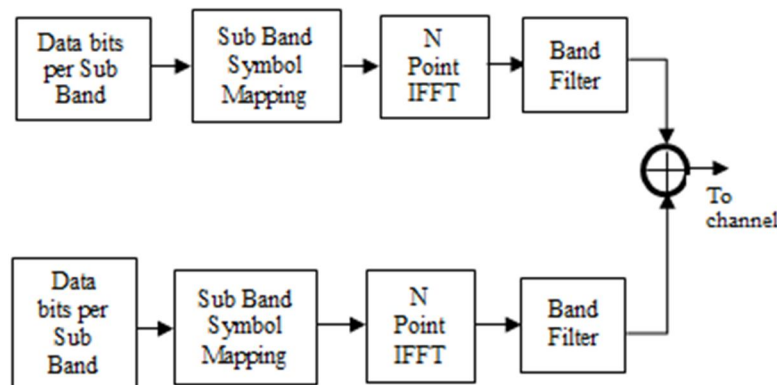 Data bits
per Sub
Band
Sub Band
Symbol
Mapping
N
Point
IFFT
Band
Filter
To
channel
Data
bits per
Sub
Band
Sub Band
Symbol
Mapping
N
Point
IFFT
Band
Filter